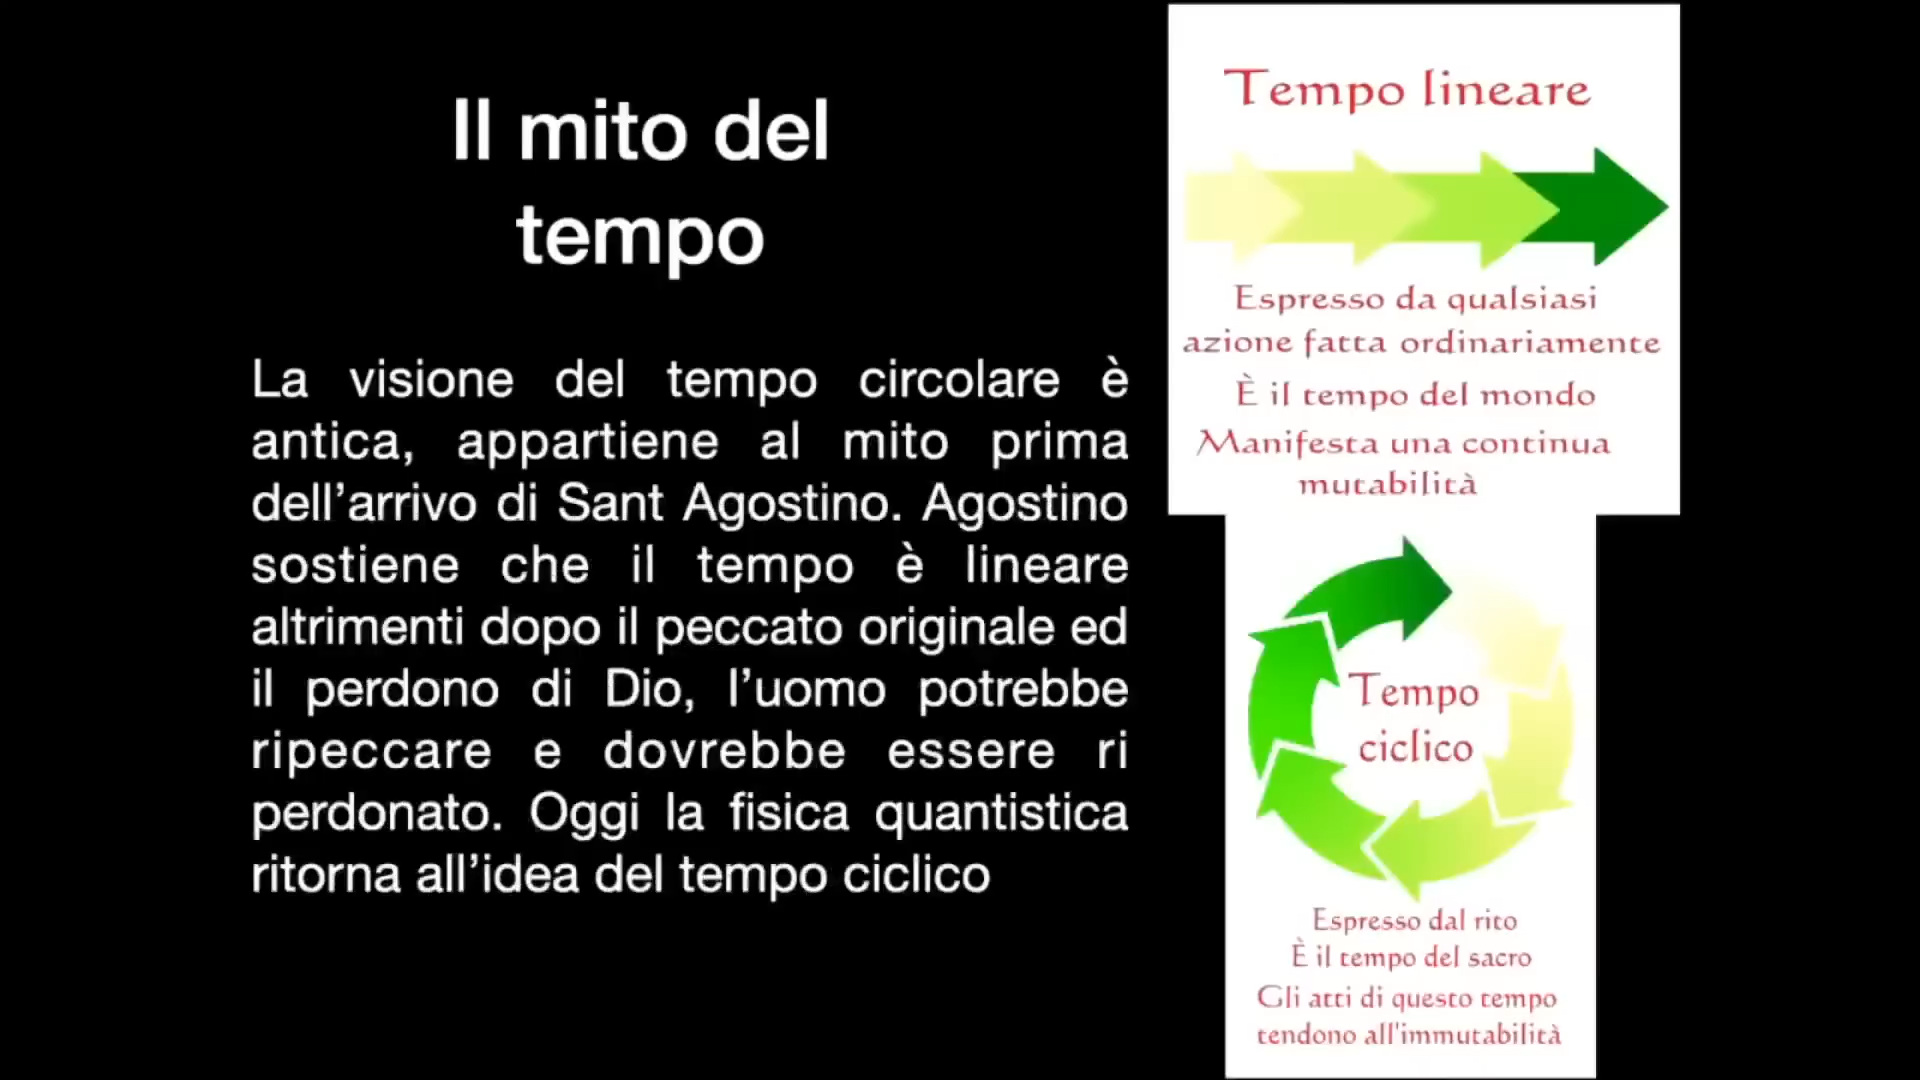 Il mito del
tempo
La visione del tempo circolare è
antica, appartiene al mito prima
dell’arrivo di Sant Agostino. Agostino
sostiene che il tempo è lineare
altrimenti dopo il peccato originale ed
il perdono di Dio, l’uomo potrebbe
ripeccare e dovrebbe essere ri
perdonato. Oggi la fisica quantistica
ritorna all’idea del tempo ciclico
Tempo lineare
Espresso da qualsiasi
azione fatta ordinariamente
È il tempo del mondo
Manifesta una continua
mutabilità
Tempo
ciclico
Espresso dal rito
È il tempo del sacro
Gli atti di questo tempo
tendono all'immutabilità